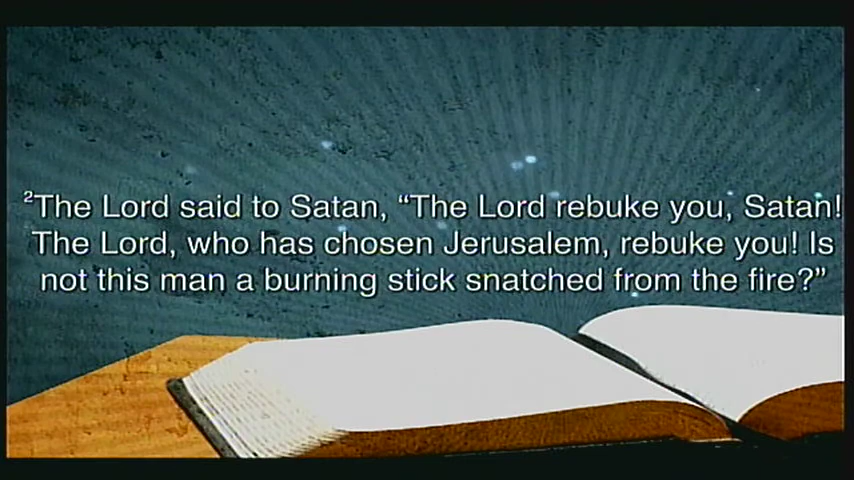 ²The Lord said to Satan, “The Lord rebuke you, Satan!
The Lord, who has chosen Jerusalem, rebuke you! Is
not this man a burning stick snatched from the fire?”